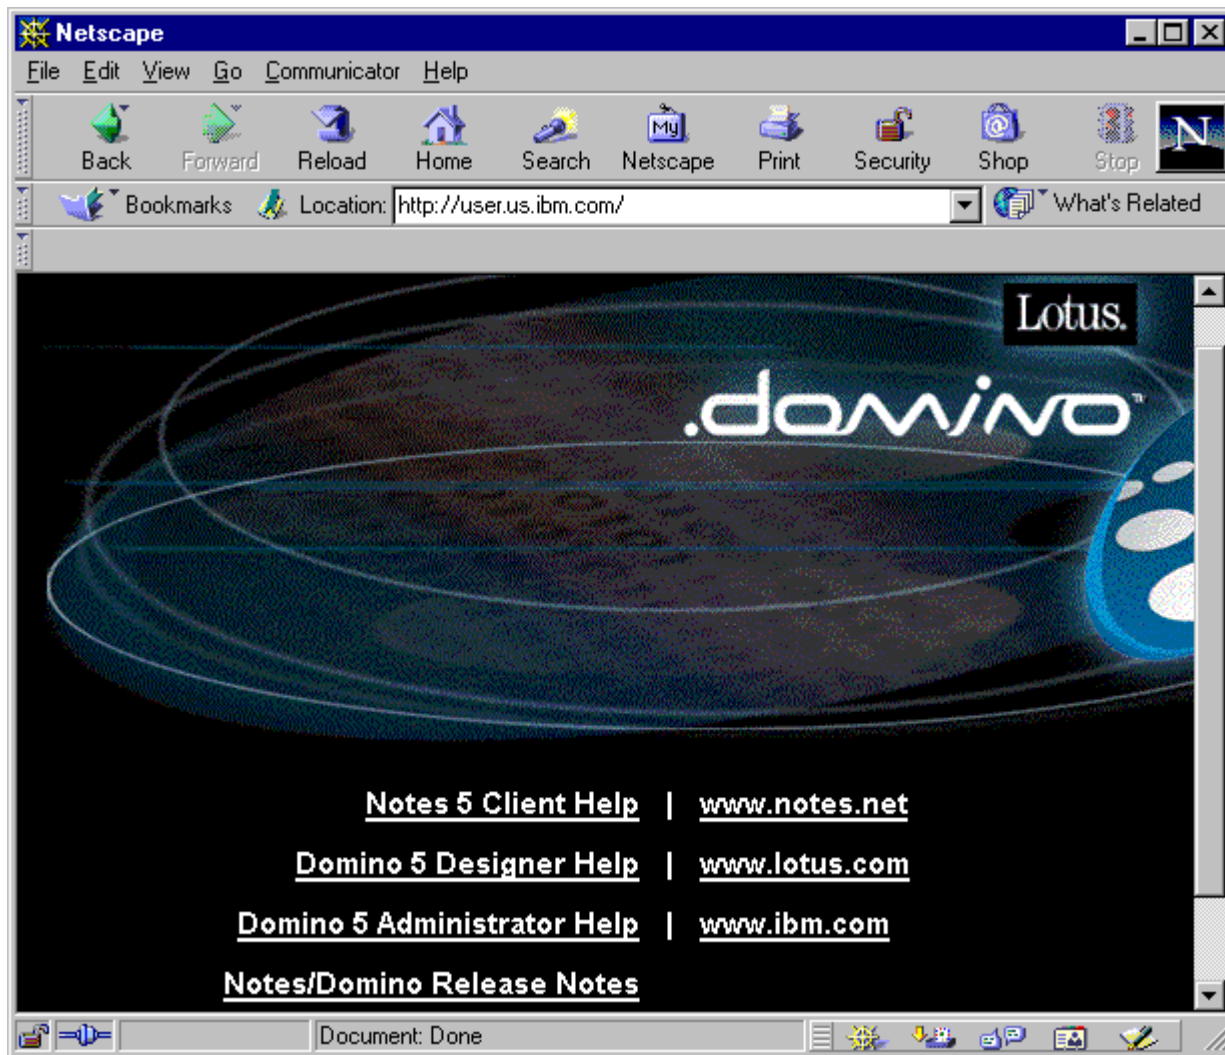 Netscape
File Edit View Go Communicator Help
My
N
Back Forward Reload Home Search Netscape Print Security Shop Stop
Bookmarks Location: http://user.us.ibm.com/ What's Related
Lotus.
.domino™
Notes 5 Client Help | www.notes.net
Domino 5 Designer Help | www.lotus.com
Domino 5 Administrator Help | www.ibm.com
Notes/Domino Release Notes
Document: Done